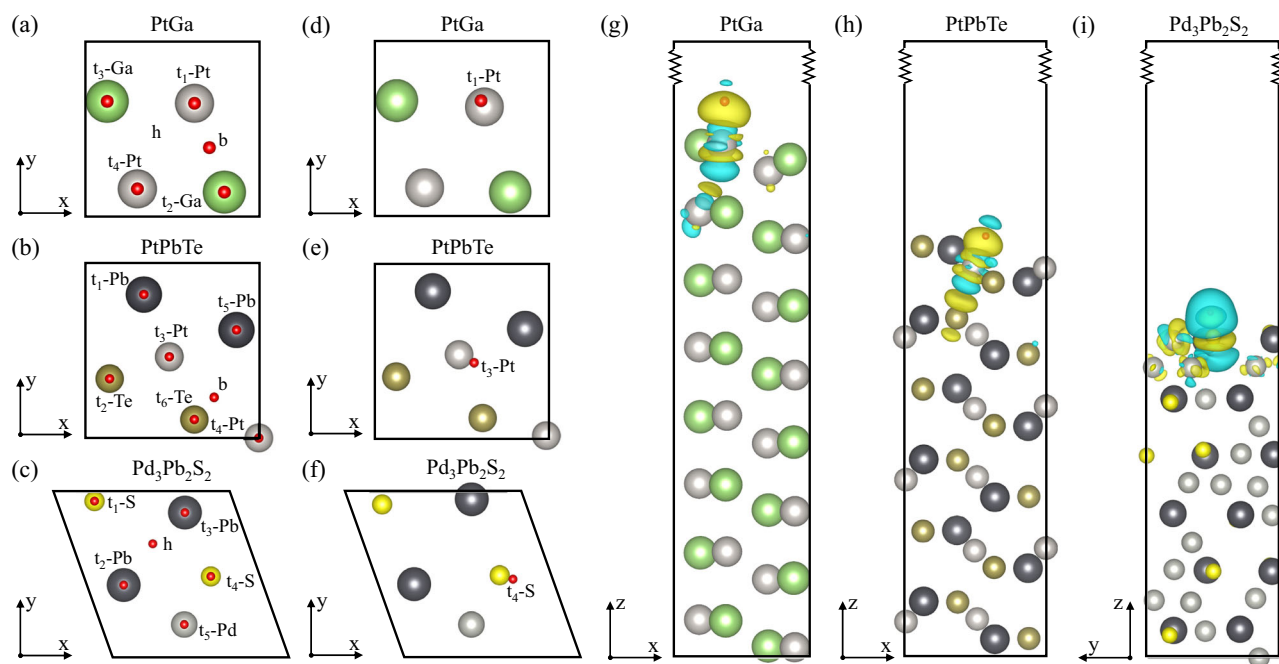 (a) PtGa
t₃-Ga
t₁-Pt
h
b
t₄-Pt
t₂-Ga
y
x
(b) PtPbTe
t₁-Pb
t₅-Pb
t₃-Pt
b
t₂-Te
t₆-Te
t₄-Pt
y
x
(c) Pd₃Pb₂S₂
t₁-S
t₃-Pb
h
t₂-Pb
t₄-S
t₅-Pd
y
x
(d) PtGa
t₁-Pt
y
x
(e) PtPbTe
t₃-Pt
y
x
(f) Pd₃Pb₂S₂
t₄-S
y
x
(g) PtGa
z
x
(h) PtPbTe
z
x
(i) Pd₃Pb₂S₂
z
y